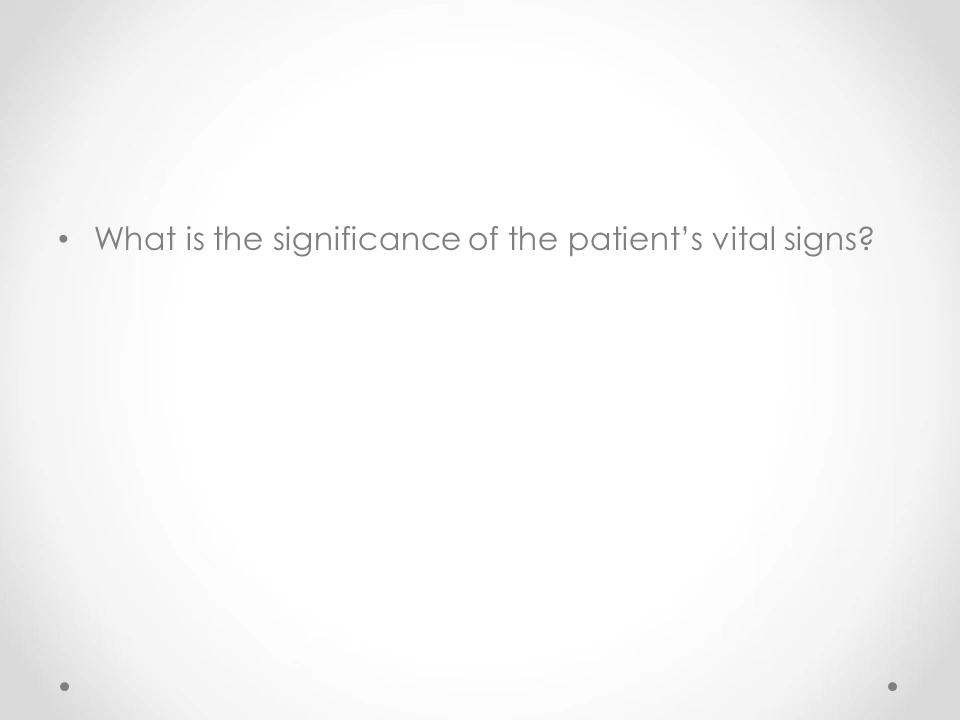 • What is the significance of the patient’s vital signs?